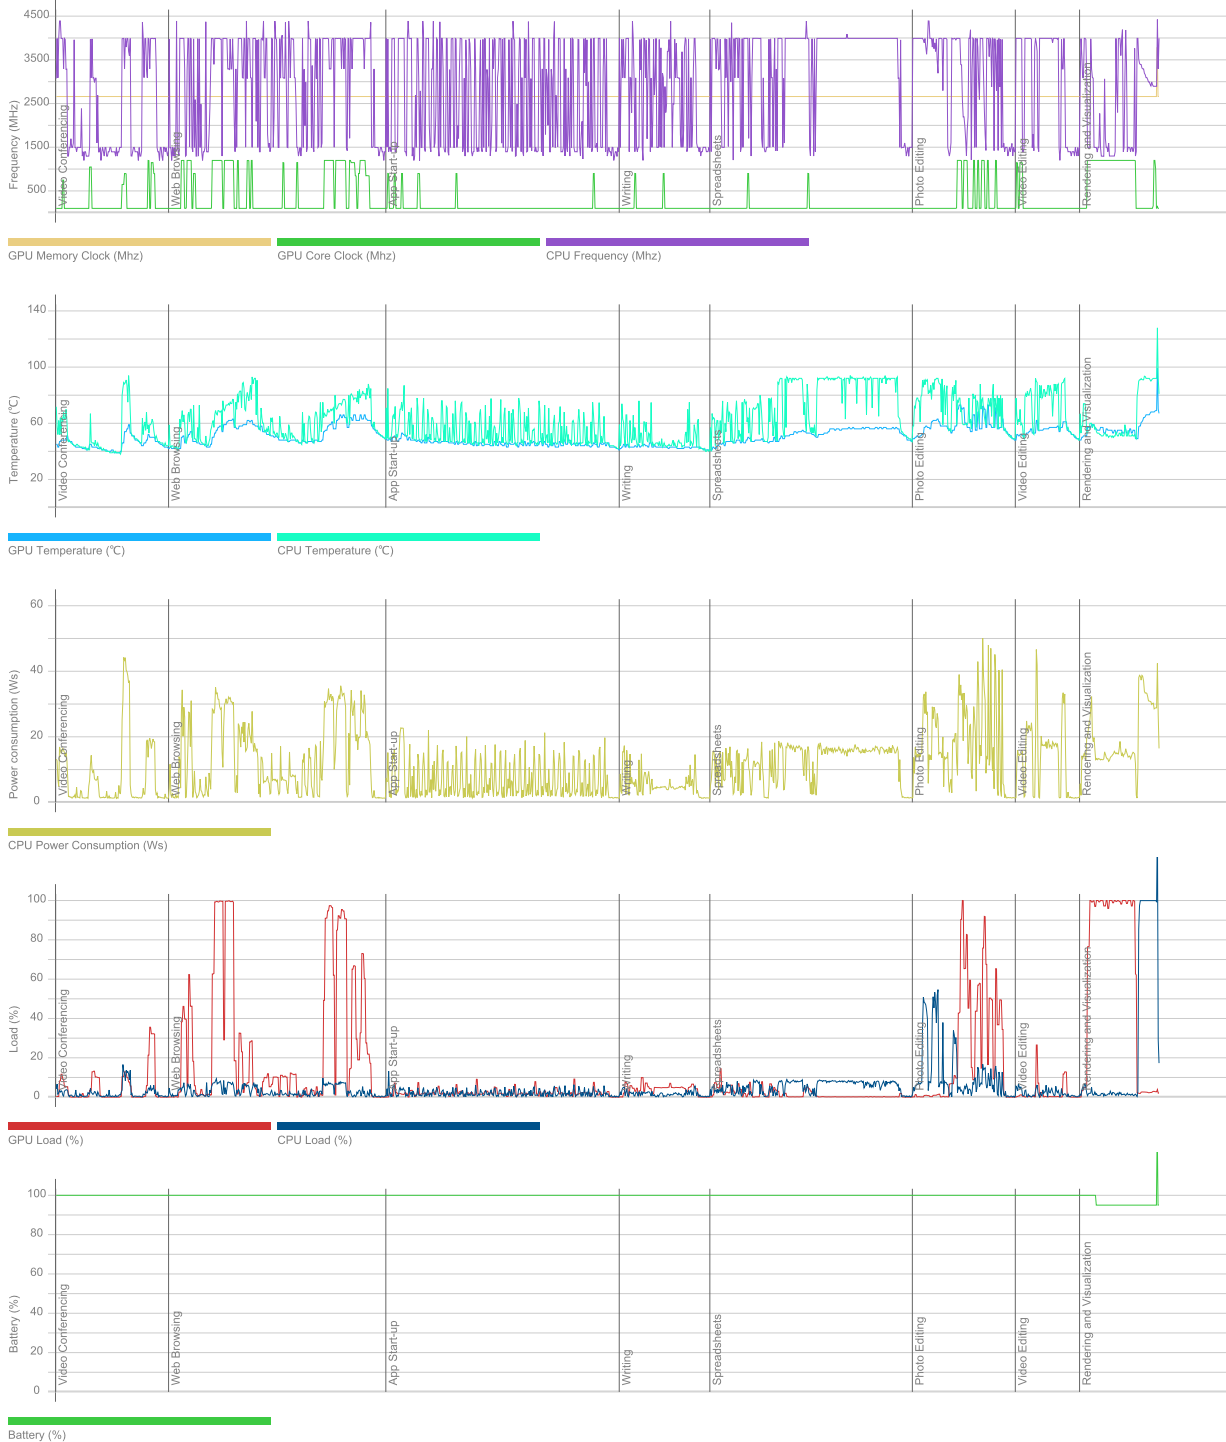 4500
3500
2500
1500
500
Frequency (MHz)
Video Conferencing
Web Browsing
App Start-up
Writing
Spreadsheets
Photo Editing
Video Editing
Rendering and Visualization
GPU Memory Clock (Mhz)
GPU Core Clock (Mhz)
CPU Frequency (Mhz)
140
100
60
20
Temperature (℃)
Video Conferencing
Web Browsing
App Start-up
Writing
Spreadsheets
Photo Editing
Video Editing
Rendering and Visualization
GPU Temperature (℃)
CPU Temperature (℃)
60
40
20
0
Power consumption (Ws)
Video Conferencing
Web Browsing
App Start-up
Writing
Spreadsheets
Photo Editing
Video Editing
Rendering and Visualization
CPU Power Consumption (Ws)
100
80
60
40
20
0
Load (%)
Video Conferencing
Web Browsing
App Start-up
Writing
Spreadsheets
Photo Editing
Video Editing
Rendering and Visualization
GPU Load (%)
CPU Load (%)
100
80
60
40
20
0
Battery (%)
Video Conferencing
Web Browsing
App Start-up
Writing
Spreadsheets
Photo Editing
Video Editing
Rendering and Visualization
Battery (%)